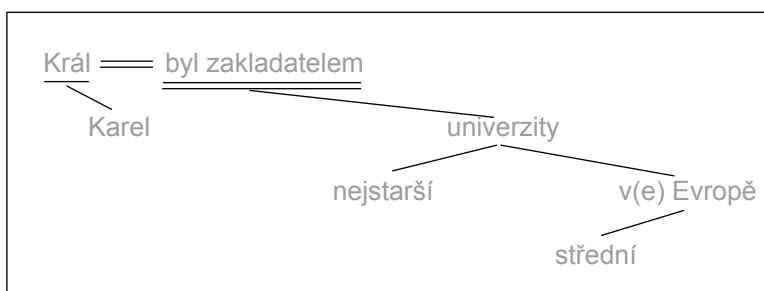 Král byl zakladatelem
Karel univerzity
nejstarší v(e) Evropě
střední